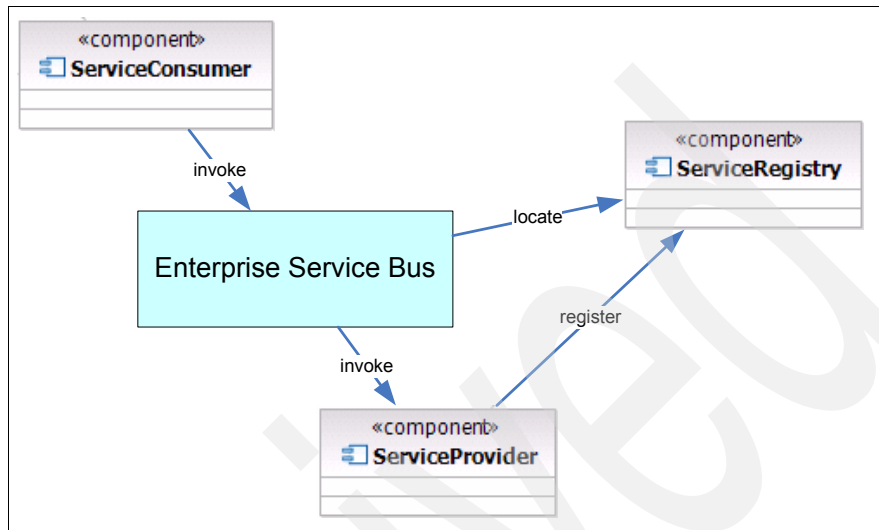 «component»
ServiceConsumer
invoke
«component»
ServiceRegistry
locate
Enterprise Service Bus
register
invoke
«component»
ServiceProvider